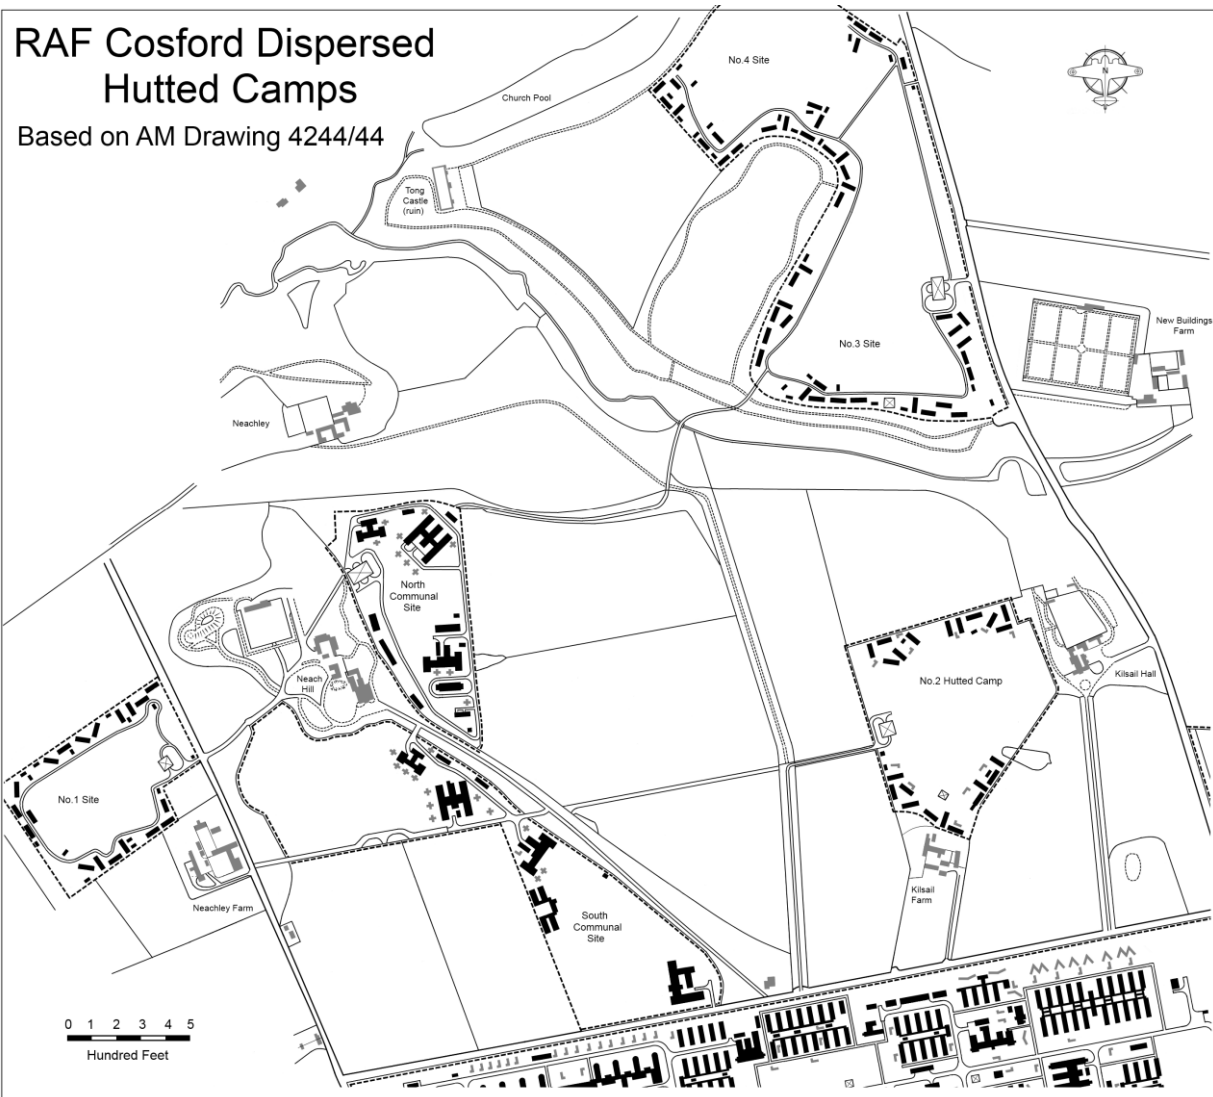 RAF Cosford Dispersed
Hutted Camps
Based on AM Drawing 4244/44
No.4 Site
N
Church Pool
Tong
Castle
(ruin)
New Buildings
Farm
No.3 Site
Neachley
North
Communal
Site
Neach
Hill
No.2 Hutted Camp
Kilsail Hall
No.1 Site
Kilsail
Farm
Neachley Farm
South
Communal
Site
0 1 2 3 4 5
Hundred Feet